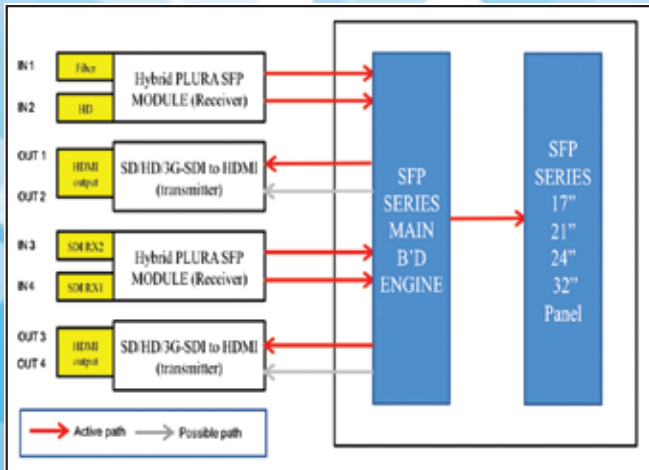 IN 1
Fiber
Hybrid PLURA SFP
MODULE (Receiver)
IN 2
HD
OUT 1
HDMI
output
SD/HD/3G-SDI to HDMI
(transmitter)
OUT 2
IN 3
SDI RX2
Hybrid PLURA SFP
MODULE (Receiver)
IN 4
SDI RX1
OUT 3
HDMI
output
SD/HD/3G-SDI to HDMI
(transmitter)
OUT 4
SFP
SERIES
MAIN
B'D
ENGINE
SFP
SERIES
17"
21"
24"
32"
Panel
Active path
Possible path